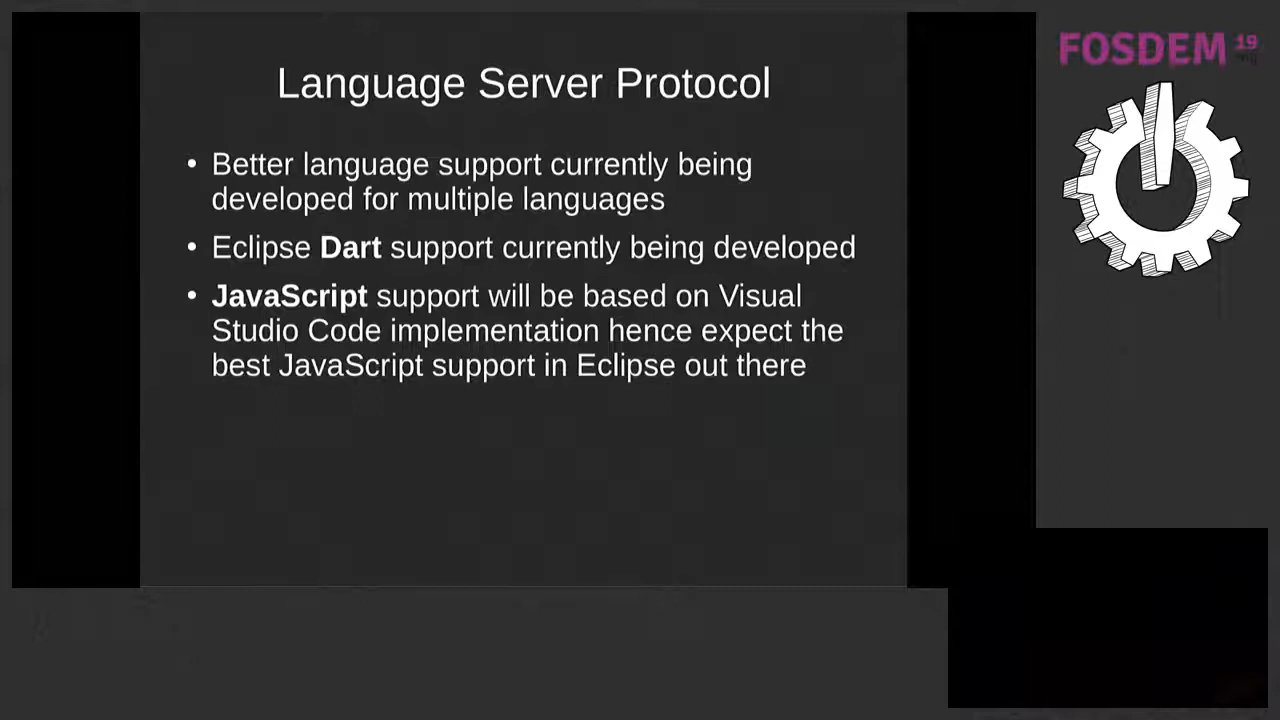 Language Server Protocol
• Better language support currently being
developed for multiple languages
• Eclipse Dart support currently being developed
• JavaScript support will be based on Visual
Studio Code implementation hence expect the
best JavaScript support in Eclipse out there
FOSDEM 19